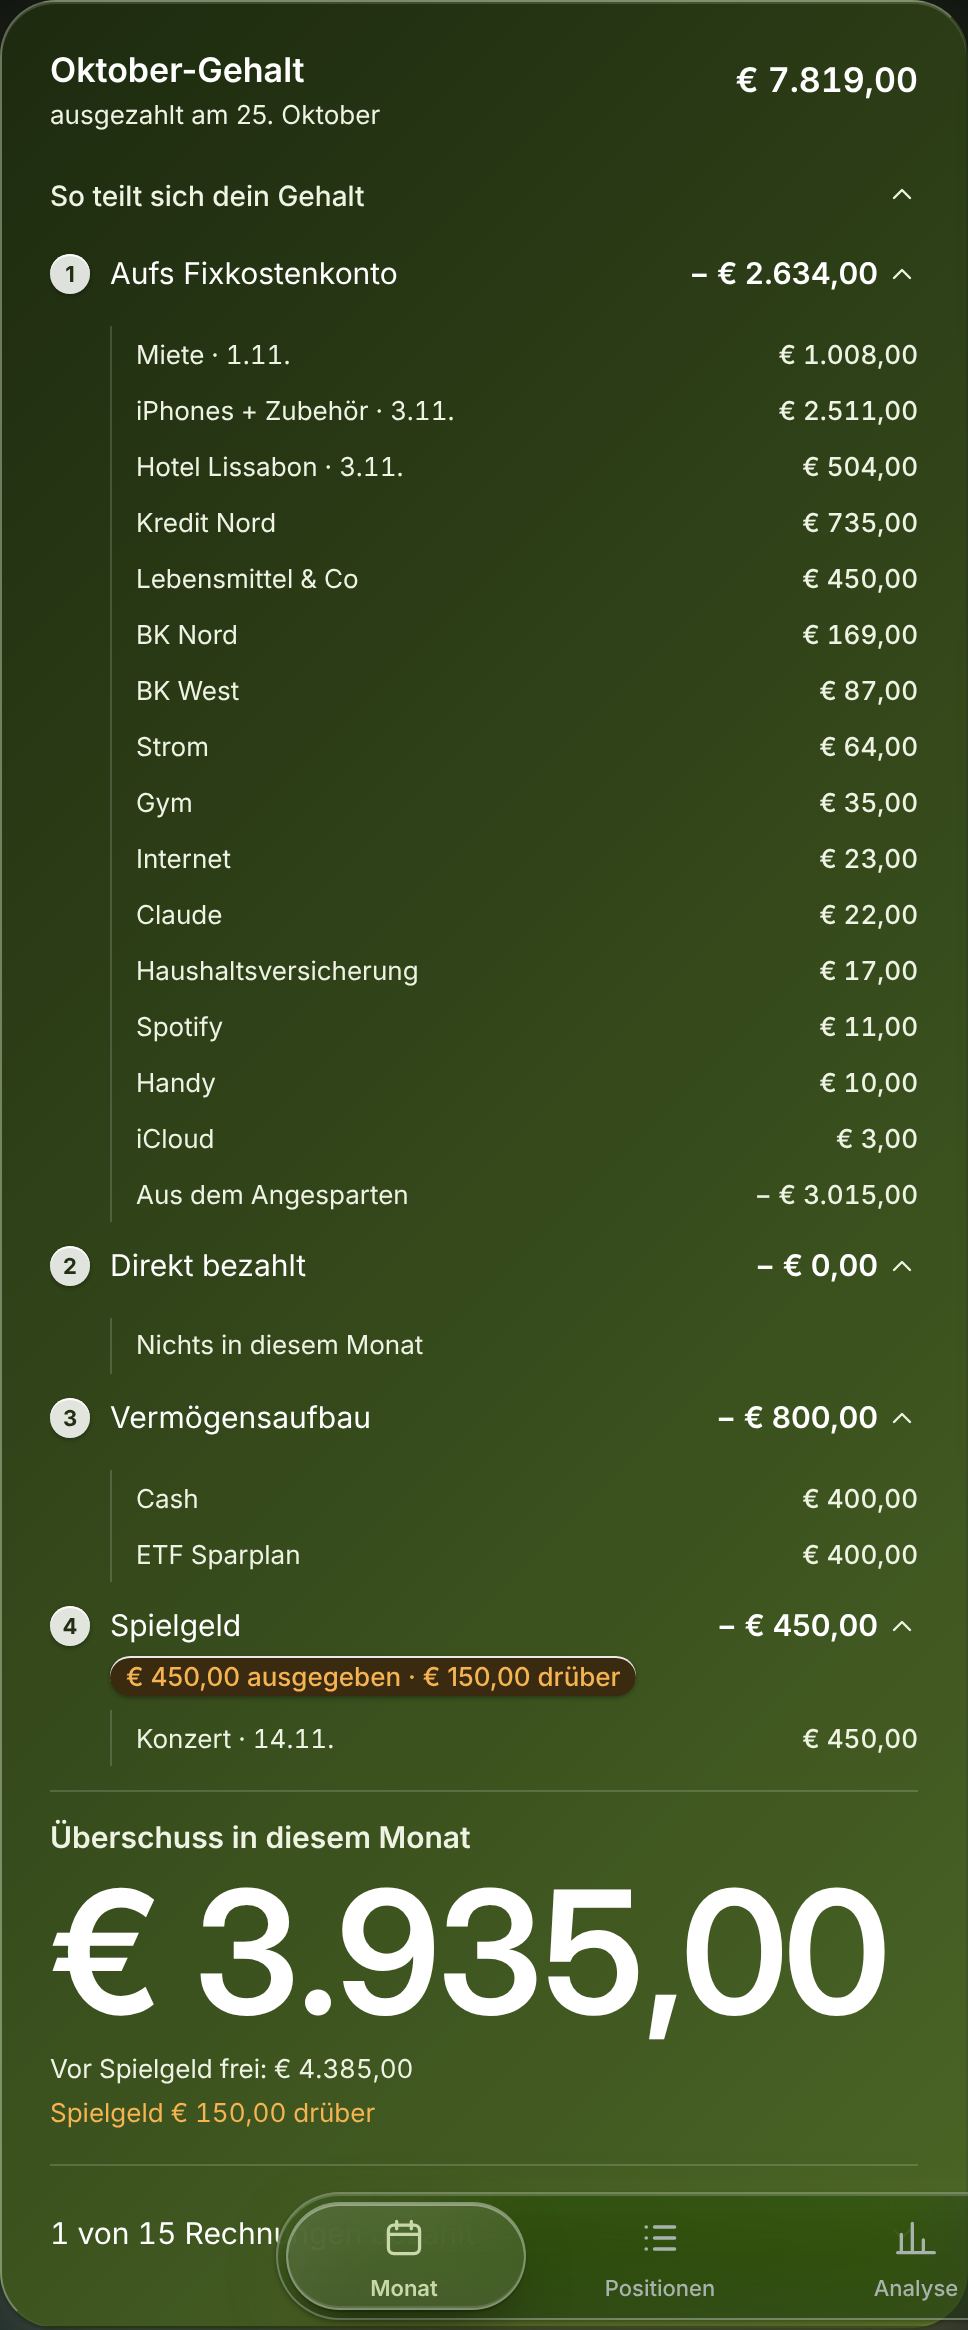 Oktober-Gehalt
€ 7.819,00
ausgezahlt am 25. Oktober
So teilt sich dein Gehalt
1 Aufs Fixkostenkonto – € 2.634,00
Miete · 1.11. € 1.008,00
iPhones + Zubehör · 3.11. € 2.511,00
Hotel Lissabon · 3.11. € 504,00
Kredit Nord € 735,00
Lebensmittel & Co € 450,00
BK Nord € 169,00
BK West € 87,00
Strom € 64,00
Gym € 35,00
Internet € 23,00
Claude € 22,00
Haushaltsversicherung € 17,00
Spotify € 11,00
Handy € 10,00
iCloud € 3,00
Aus dem Angesparten – € 3.015,00
2 Direkt bezahlt – € 0,00
Nichts in diesem Monat
3 Vermögensaufbau – € 800,00
Cash € 400,00
ETF Sparplan € 400,00
4 Spielgeld – € 450,00
€ 450,00 ausgegeben · € 150,00 drüber
Konzert · 14.11. € 450,00
Überschuss in diesem Monat
€ 3.935,00
Vor Spielgeld frei: € 4.385,00
Spielgeld € 150,00 drüber
1 von 15 Rechnungen
Monat Positionen Analyse